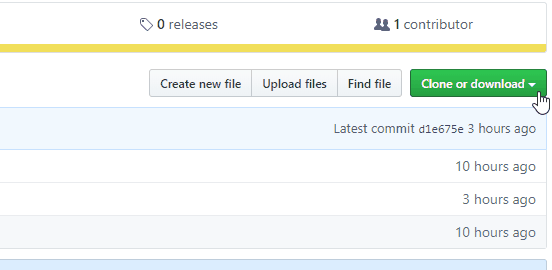 0 releases
1 contributor
Create new file
Upload files
Find file
Clone or download
Latest commit d1e675e 3 hours ago
10 hours ago
3 hours ago
10 hours ago